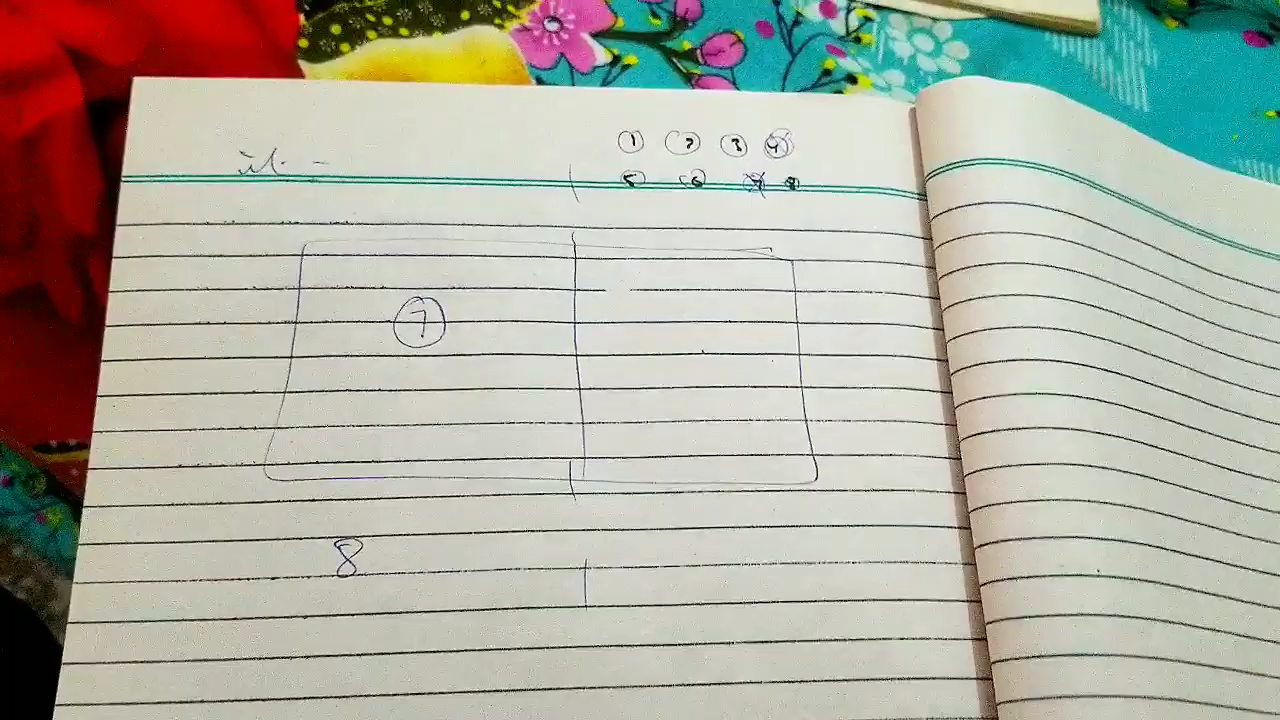 ① ② ③ ④
⑤ ⑥ ⑦ ⑧
⑦
8